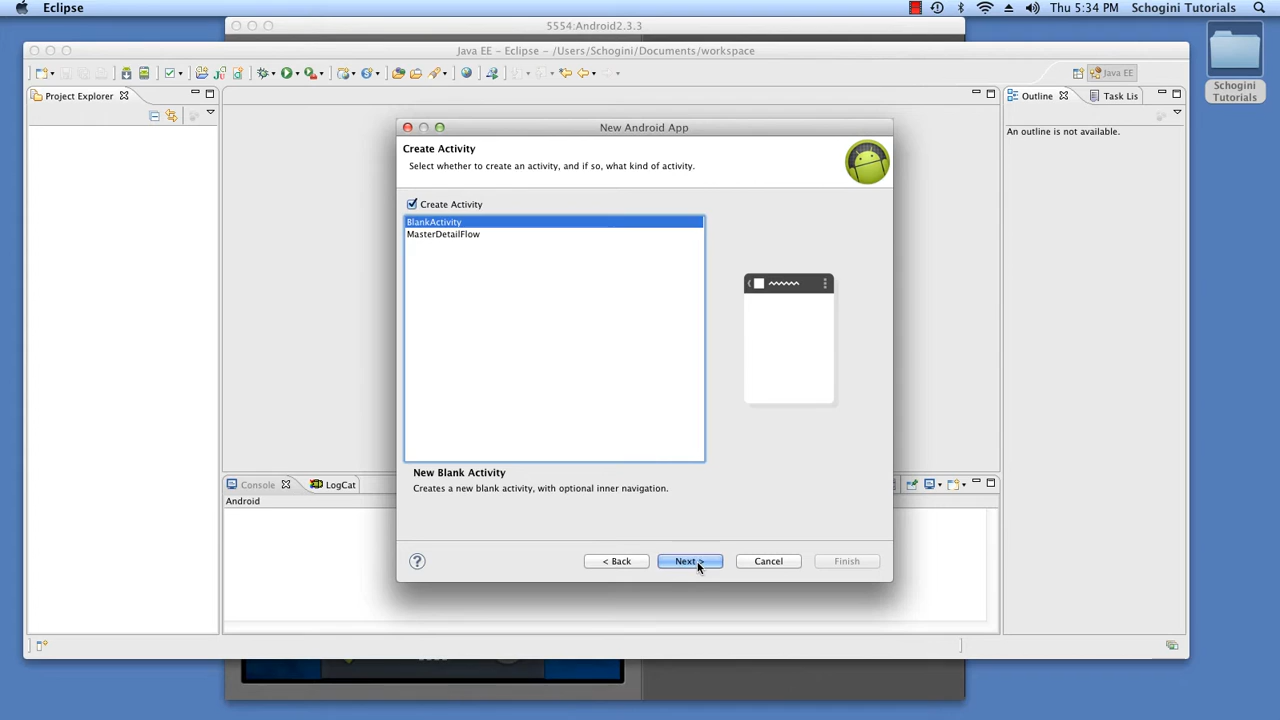 Eclipse
Thu 5:34 PM Schogini Tutorials
5554:Android2.3.3
Java EE – Eclipse – /Users/Schogini/Documents/workspace
Java EE
Project Explorer
Outline
Task Lis
Schogini
Tutorials
An outline is not available.
New Android App
Create Activity
Select whether to create an activity, and if so, what kind of activity.
Create Activity
BlankActivity
MasterDetailFlow
New Blank Activity
Creates a new blank activity, with optional inner navigation.
Console
LogCat
Android
?
< Back
Next >
Cancel
Finish